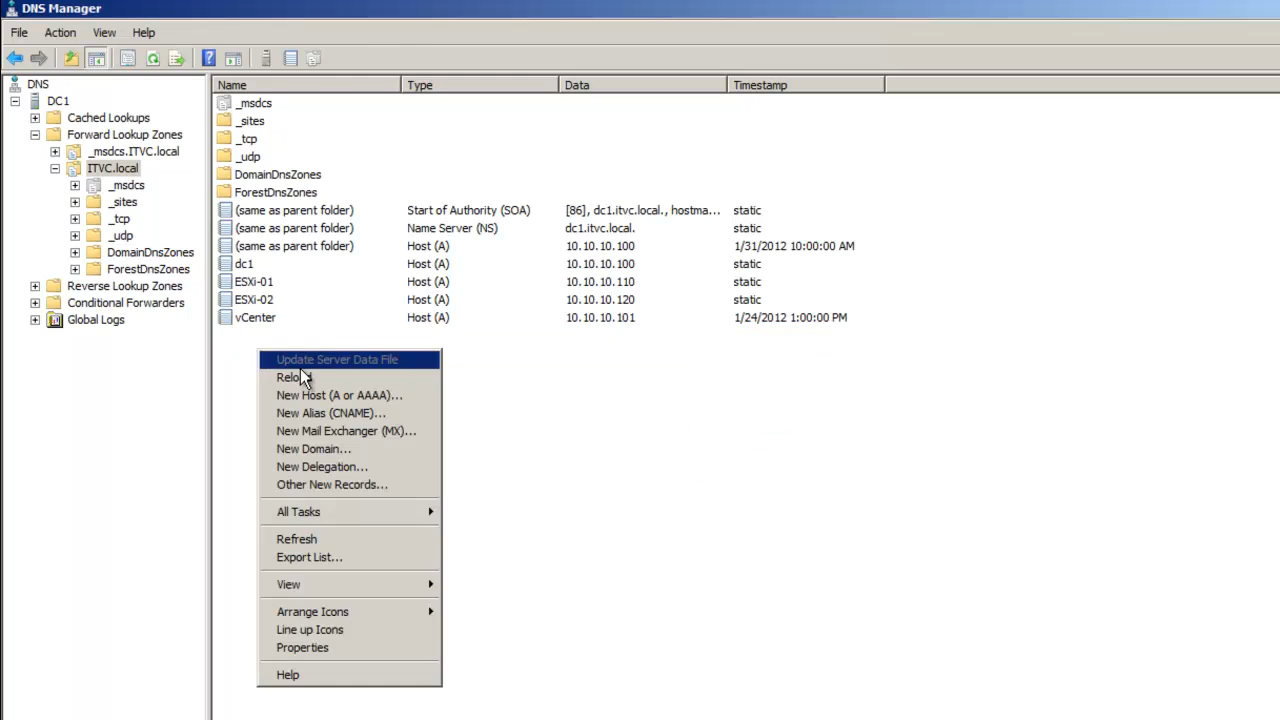 DNS Manager
File Action View Help
DNS
DC1
Cached Lookups
Forward Lookup Zones
_msdcs.ITVC.local
ITVC.local
_msdcs
_sites
_tcp
_udp
DomainDnsZones
ForestDnsZones
Reverse Lookup Zones
Conditional Forwarders
Global Logs
Name Type Data Timestamp
_msdcs
_sites
_tcp
_udp
DomainDnsZones
ForestDnsZones
(same as parent folder) Start of Authority (SOA) [86], dc1.itvc.local., hostma... static
(same as parent folder) Name Server (NS) dc1.itvc.local. static
(same as parent folder) Host (A) 10.10.10.100 1/31/2012 10:00:00 AM
dc1 Host (A) 10.10.10.100 static
ESXi-01 Host (A) 10.10.10.110 static
ESXi-02 Host (A) 10.10.10.120 static
vCenter Host (A) 10.10.10.101 1/24/2012 1:00:00 PM
Update Server Data File
Reload
New Host (A or AAAA)...
New Alias (CNAME)...
New Mail Exchanger (MX)...
New Domain...
New Delegation...
Other New Records...
All Tasks
Refresh
Export List...
View
Arrange Icons
Line up Icons
Properties
Help